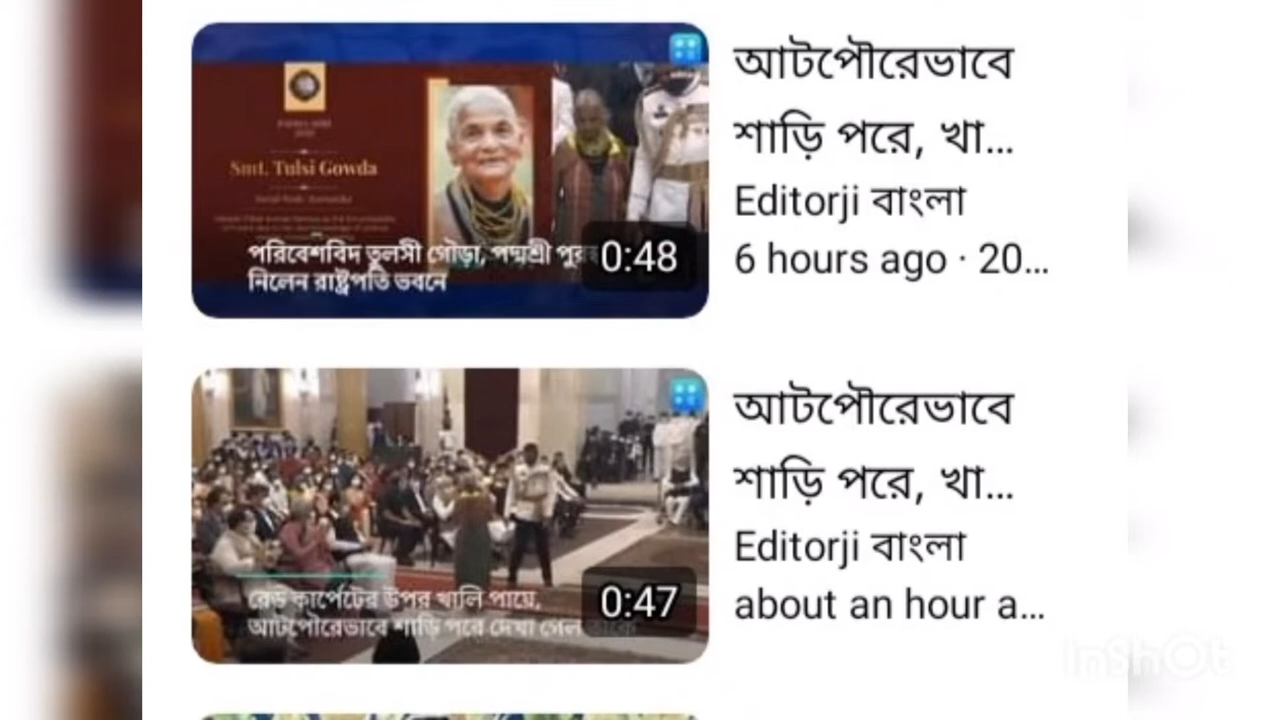 Smt. Tulsi Gowda
পরিবেশবিদ তুলসী গৌড়া, পদ্মশ্রী
নিলেন রাষ্ট্রপতি ভবনে
0:48
আটপৌরেভাবে
শাড়ি পরে, খা...
Editorji বাংলা
6 hours ago · 20...
রেড কার্পেটের উপর খালি পায়ে,
আটপৌরেভাবে শাড়ি পরে দেখা গেল
0:47
আটপৌরেভাবে
শাড়ি পরে, খা...
Editorji বাংলা
about an hour a...
InShOt